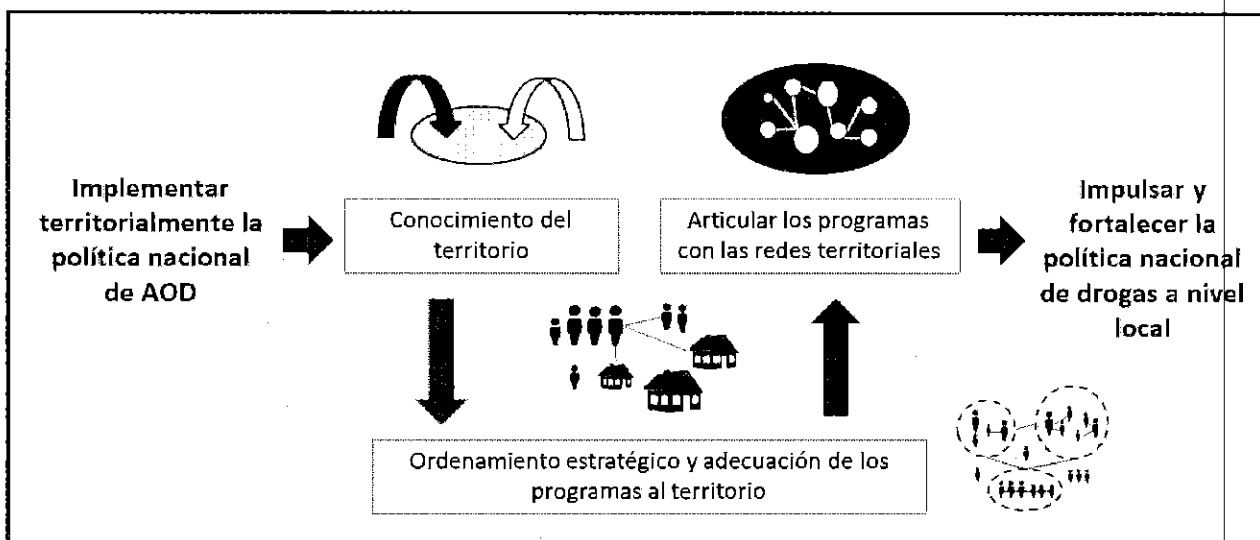 Implementar
territorialmente la
política nacional
de AOD
Conocimiento del
territorio
Articular los programas
con las redes territoriales
Impulsar y
fortalecer la
política nacional
de drogas a nivel
local
Ordenamiento estratégico y adecuación de los
programas al territorio